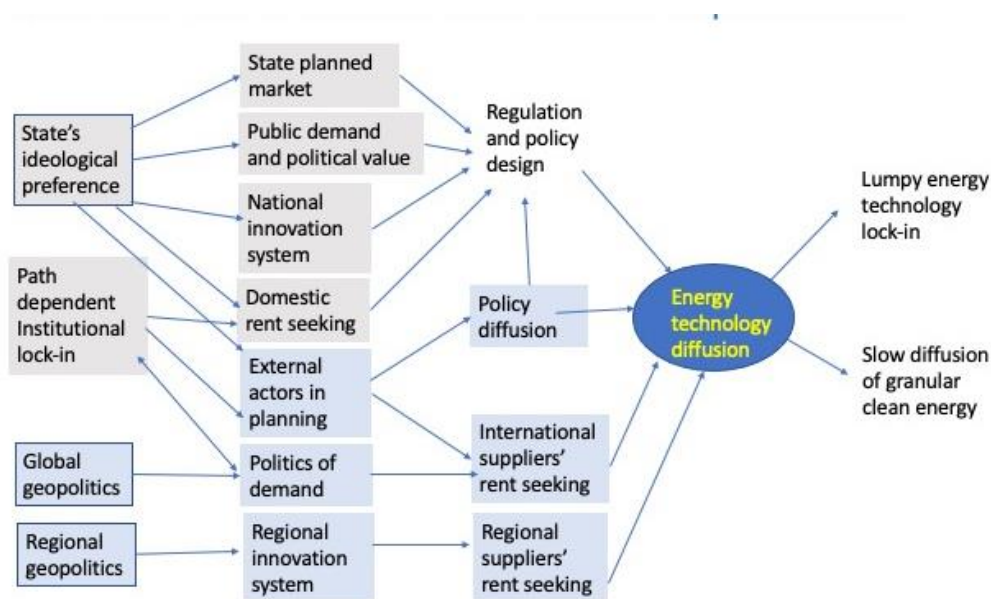 State planned
market
State's
ideological
preference
Public demand
and political value
National
innovation
system
Path
dependent
Institutional
lock-in
Domestic
rent seeking
External
actors in
planning
Global
geopolitics
Politics of
demand
Regional
geopolitics
Regional
innovation
system
Regulation
and policy
design
Policy
diffusion
International
suppliers'
rent seeking
Regional
suppliers'
rent seeking
Energy
technology
diffusion
Lumpy energy
technology
lock-in
Slow diffusion
of granular
clean energy